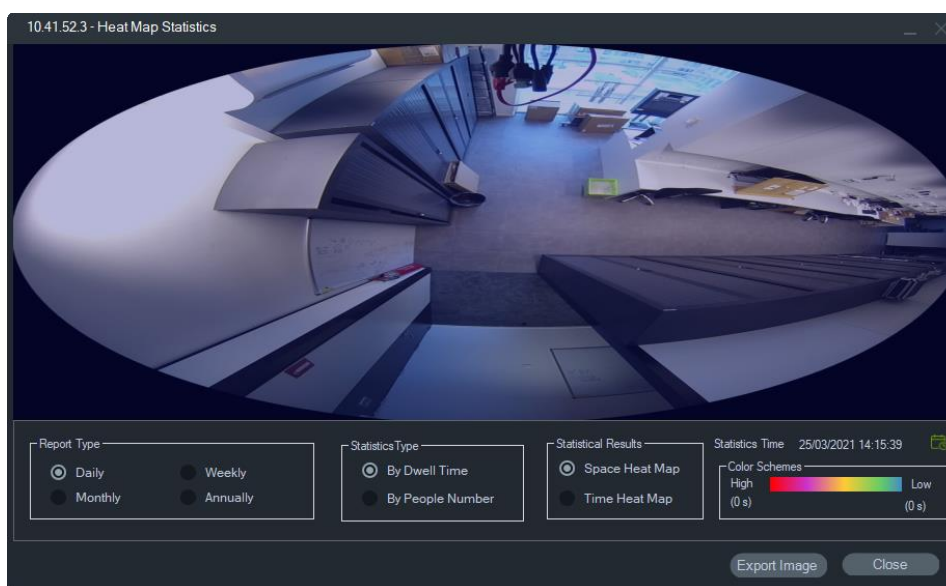 10.41.52.3 - Heat Map Statistics
Report Type
Daily
Weekly
Monthly
Annually
Statistics Type
By Dwell Time
By People Number
Statistical Results
Space Heat Map
Time Heat Map
Statistics Time 25/03/2021 14:15:39
Color Schemes
High Low
(0 s) (0 s)
Export Image
Close